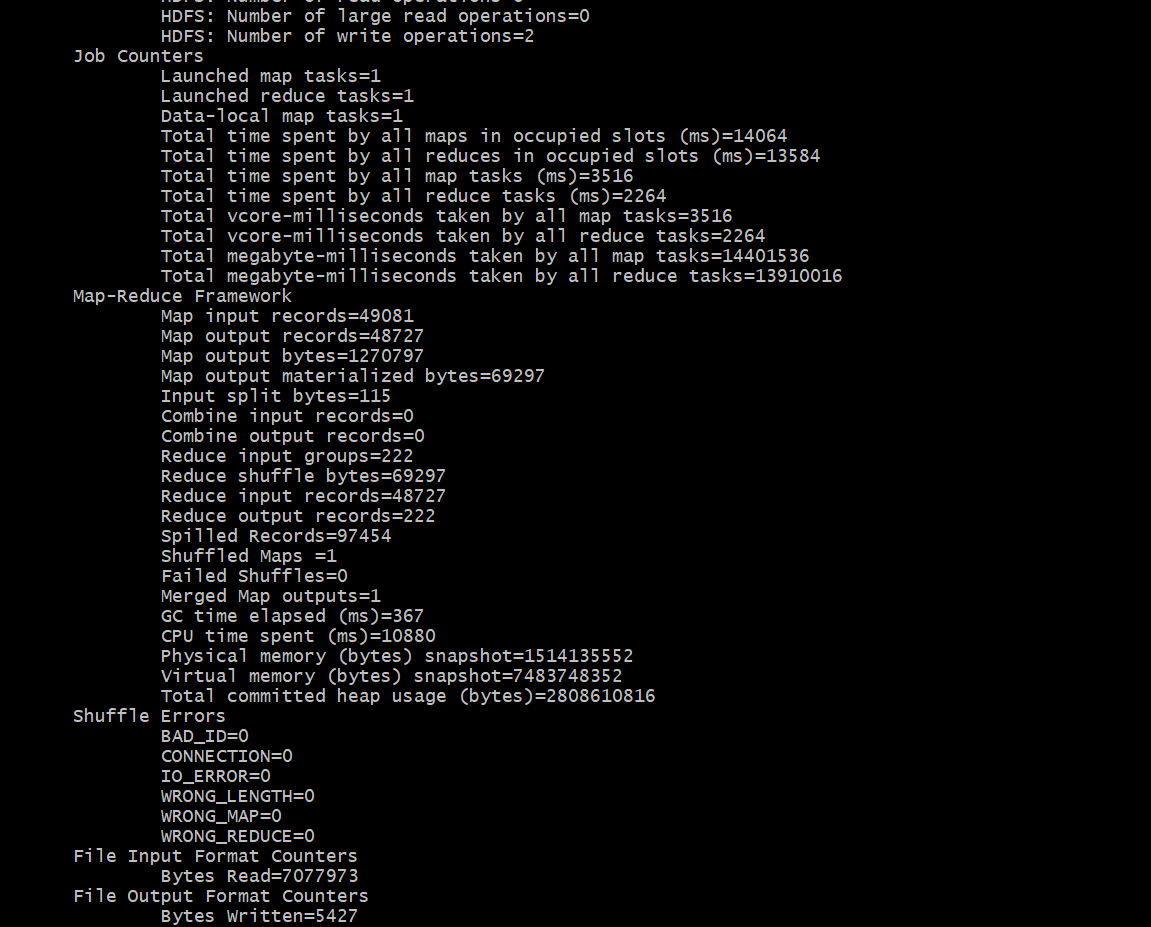 HDFS: Number of read operations=6
HDFS: Number of large read operations=0
HDFS: Number of write operations=2
Job Counters
Launched map tasks=1
Launched reduce tasks=1
Data-local map tasks=1
Total time spent by all maps in occupied slots (ms)=14064
Total time spent by all reduces in occupied slots (ms)=13584
Total time spent by all map tasks (ms)=3516
Total time spent by all reduce tasks (ms)=2264
Total vcore-milliseconds taken by all map tasks=3516
Total vcore-milliseconds taken by all reduce tasks=2264
Total megabyte-milliseconds taken by all map tasks=14401536
Total megabyte-milliseconds taken by all reduce tasks=13910016
Map-Reduce Framework
Map input records=49081
Map output records=48727
Map output bytes=1270797
Map output materialized bytes=69297
Input split bytes=115
Combine input records=0
Combine output records=0
Reduce input groups=222
Reduce shuffle bytes=69297
Reduce input records=48727
Reduce output records=222
Spilled Records=97454
Shuffled Maps =1
Failed Shuffles=0
Merged Map outputs=1
GC time elapsed (ms)=367
CPU time spent (ms)=10880
Physical memory (bytes) snapshot=1514135552
Virtual memory (bytes) snapshot=7483748352
Total committed heap usage (bytes)=2808610816
Shuffle Errors
BAD_ID=0
CONNECTION=0
IO_ERROR=0
WRONG_LENGTH=0
WRONG_MAP=0
WRONG_REDUCE=0
File Input Format Counters
Bytes Read=7077973
File Output Format Counters
Bytes Written=5427